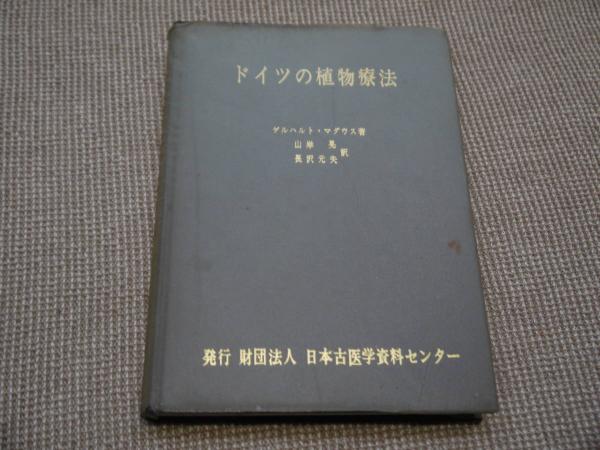 ドイツの植物療法
ゲルハルト・マダウス著
山岸 晃
長沢元夫 訳
発行 財団法人 日本古医学資料センター